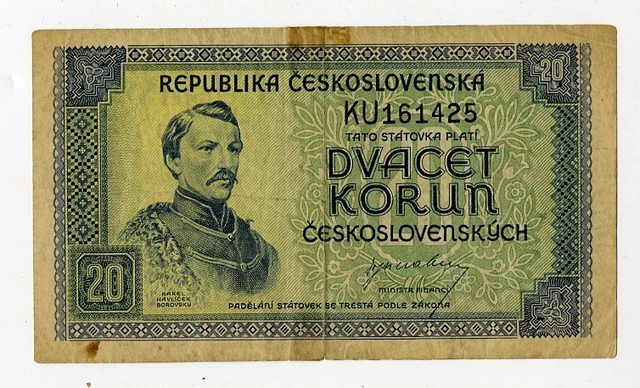 20
REPUBLIKA ČESKOSLOVENSKÁ
KU161425
TATO STÁTOVKA PLATÍ
DVACET
KORUN
ČESKOSLOVENSKÝCH
20
KAREL
HAVLÍČEK
BOROVSKÝ
MINISTR FINANCÍ
PADĚLÁNÍ STÁTOVEK SE TRESTÁ PODLE ZÁKONA